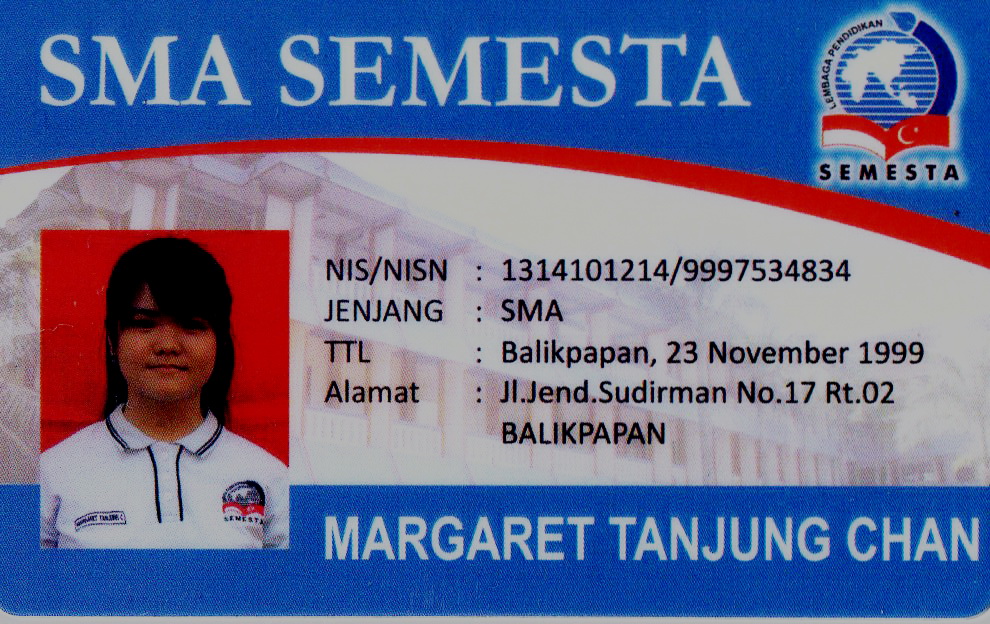 SMA SEMESTA
LEMBAGA PENDIDIKAN
SEMESTA
NIS/NISN : 1314101214/9997534834
JENJANG : SMA
TTL : Balikpapan, 23 November 1999
Alamat : Jl.Jend.Sudirman No.17 Rt.02
BALIKPAPAN
MARGARET TANJUNG C
SEMESTA
MARGARET TANJUNG CHAN